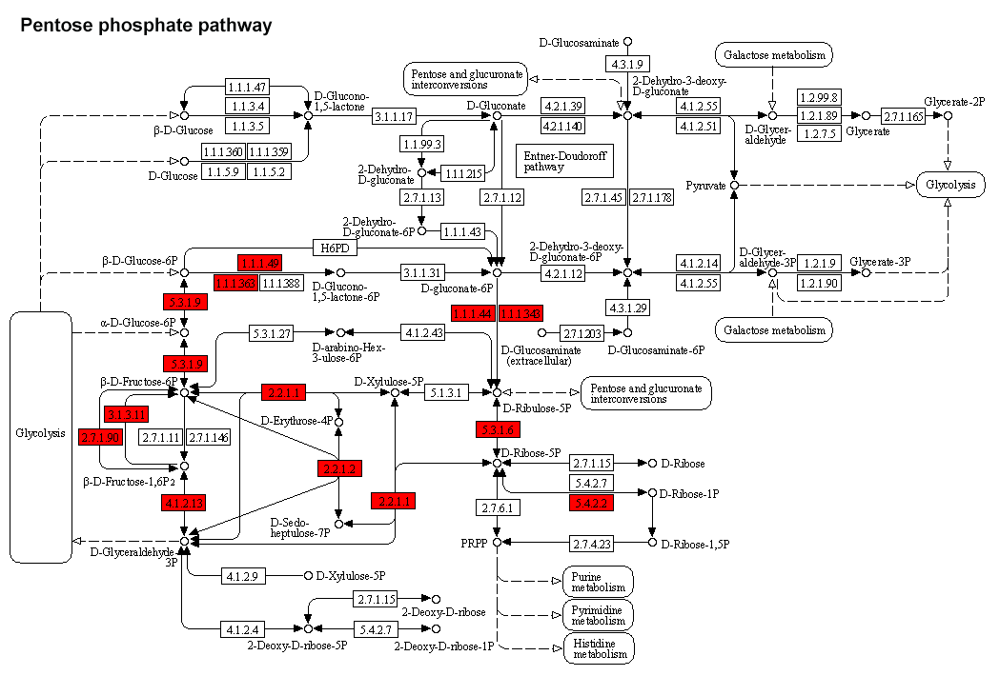 Pentose phosphate pathway
D-Glucosaminate
4.3.1.9
Galactose metabolism
Pentose and glucuronate
interconversions
2-Dehydro-3-deoxy-
D-gluconate
1.1.1.47
1.1.3.4
1.1.3.5
D-Glucono-
1,5-lactone
β-D-Glucose
3.1.1.17
D-Gluconate
4.2.1.39
4.2.1.140
4.2.2.55
4.2.1.51
D-Glycer-
aldehyde
1.2.99.8
1.2.1.89
1.2.7.5
Glycerate
2.7.1.165
Glycerate-2P
1.1.1.360
1.1.1.359
1.1.5.9
1.1.5.2
D-Glucose
1.1.99.3
2-Dehydro-
D-gluconate
1.1.1.215
Entner-Doudoroff
pathway
2.7.1.13
2.7.1.12
2.7.1.45
2.7.1.178
Pyruvate
Glycolysis
2-Dehydro-
D-gluconate-6P
1.1.1.43
H6PD
β-D-Glucose-6P
1.1.1.49
1.1.1.363
1.1.1.388
D-Glucono-
1,5-lactone-6P
3.1.1.31
D-gluconate-6P
2-Dehydro-3-deoxy-
D-gluconate-6P
4.2.1.12
4.1.2.14
4.1.2.55
D-Glycer-
aldehyde-3P
1.2.1.9
1.2.1.90
Glycerate-3P
5.3.1.9
1.1.1.44
1.1.1.343
4.3.1.29
Galactose metabolism
α-D-Glucose-6P
5.3.1.27
D-arabino-Hex-
3-ulose-6P
4.1.2.43
D-Glucosaminate
(extracellular)
2.7.1.203
D-Glucosaminate-6P
5.3.1.9
β-D-Fructose-6P
2.2.1.1
D-Xylulose-5P
5.1.3.1
D-Ribulose-5P
Pentose and glucuronate
interconversions
3.1.3.11
2.7.1.90
2.7.1.11
2.7.1.146
D-Erythrose-4P
Glycolysis
5.3.1.6
β-D-Fructose-1,6P2
2.2.1.2
D-Ribose-5P
2.7.1.15
D-Ribose
4.1.2.13
2.2.1.1
5.4.2.7
5.4.2.2
D-Ribose-1P
2.7.6.1
D-Sedo-
heptulose-7P
D-Glyceraldehyde-
3P
PRPP
2.7.4.23
D-Ribose-1,5P
4.1.2.9
D-Xylulose-5P
Purine
metabolism
2.7.1.15
2-Deoxy-D-ribose
Pyrimidine
metabolism
4.1.2.4
2-Deoxy-D-ribose-5P
5.4.2.7
2-Deoxy-D-ribose-1P
Histidine
metabolism